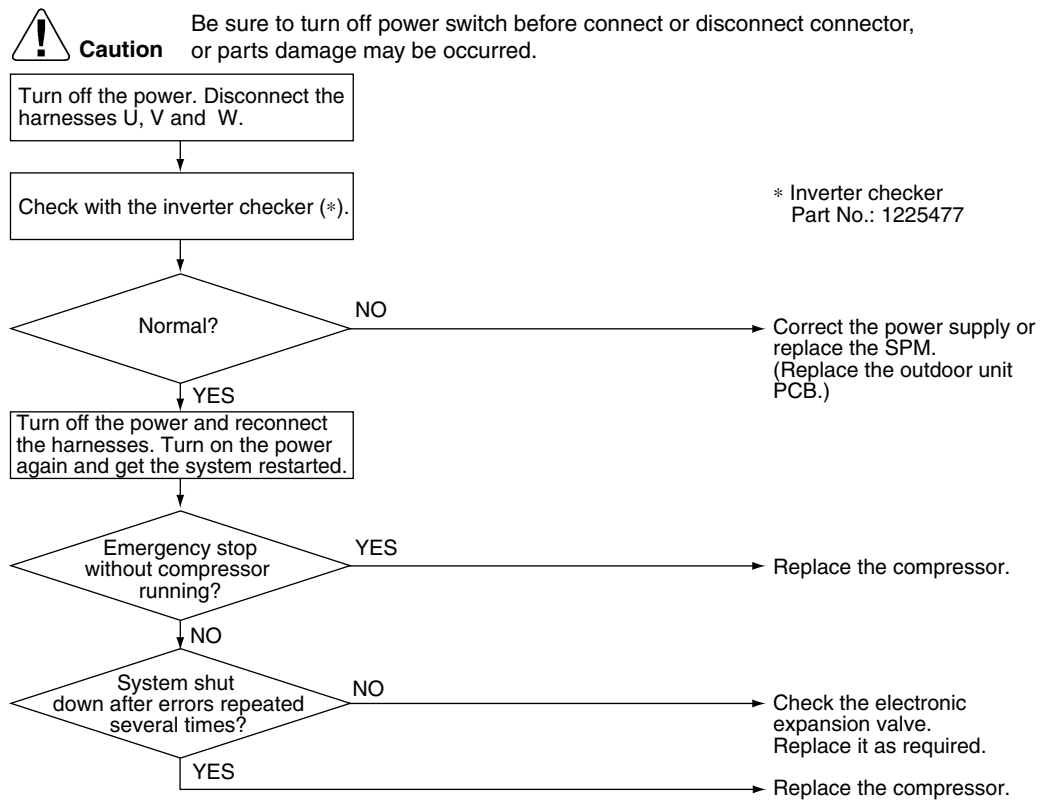 Be sure to turn off power switch before connect or disconnect connector,
Caution or parts damage may be occurred.
Turn off the power. Disconnect the
harnesses U, V and W.
Check with the inverter checker (*).
* Inverter checker
Part No.: 1225477
Normal?
NO
Correct the power supply or
replace the SPM.
(Replace the outdoor unit
PCB.)
YES
Turn off the power and reconnect
the harnesses. Turn on the power
again and get the system restarted.
Emergency stop
without compressor
running?
YES
Replace the compressor.
NO
System shut
down after errors repeated
several times?
NO
Check the electronic
expansion valve.
Replace it as required.
YES
Replace the compressor.